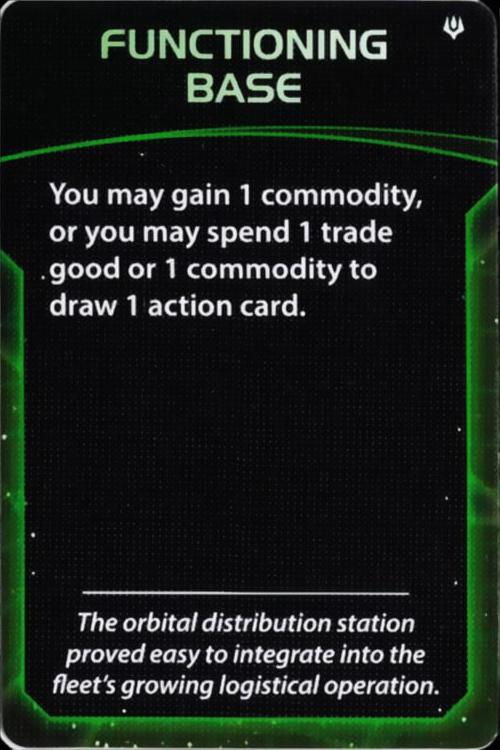 FUNCTIONING
BASE
You may gain 1 commodity,
or you may spend 1 trade
good or 1 commodity to
draw 1 action card.
The orbital distribution station
proved easy to integrate into the
fleet's growing logistical operation.